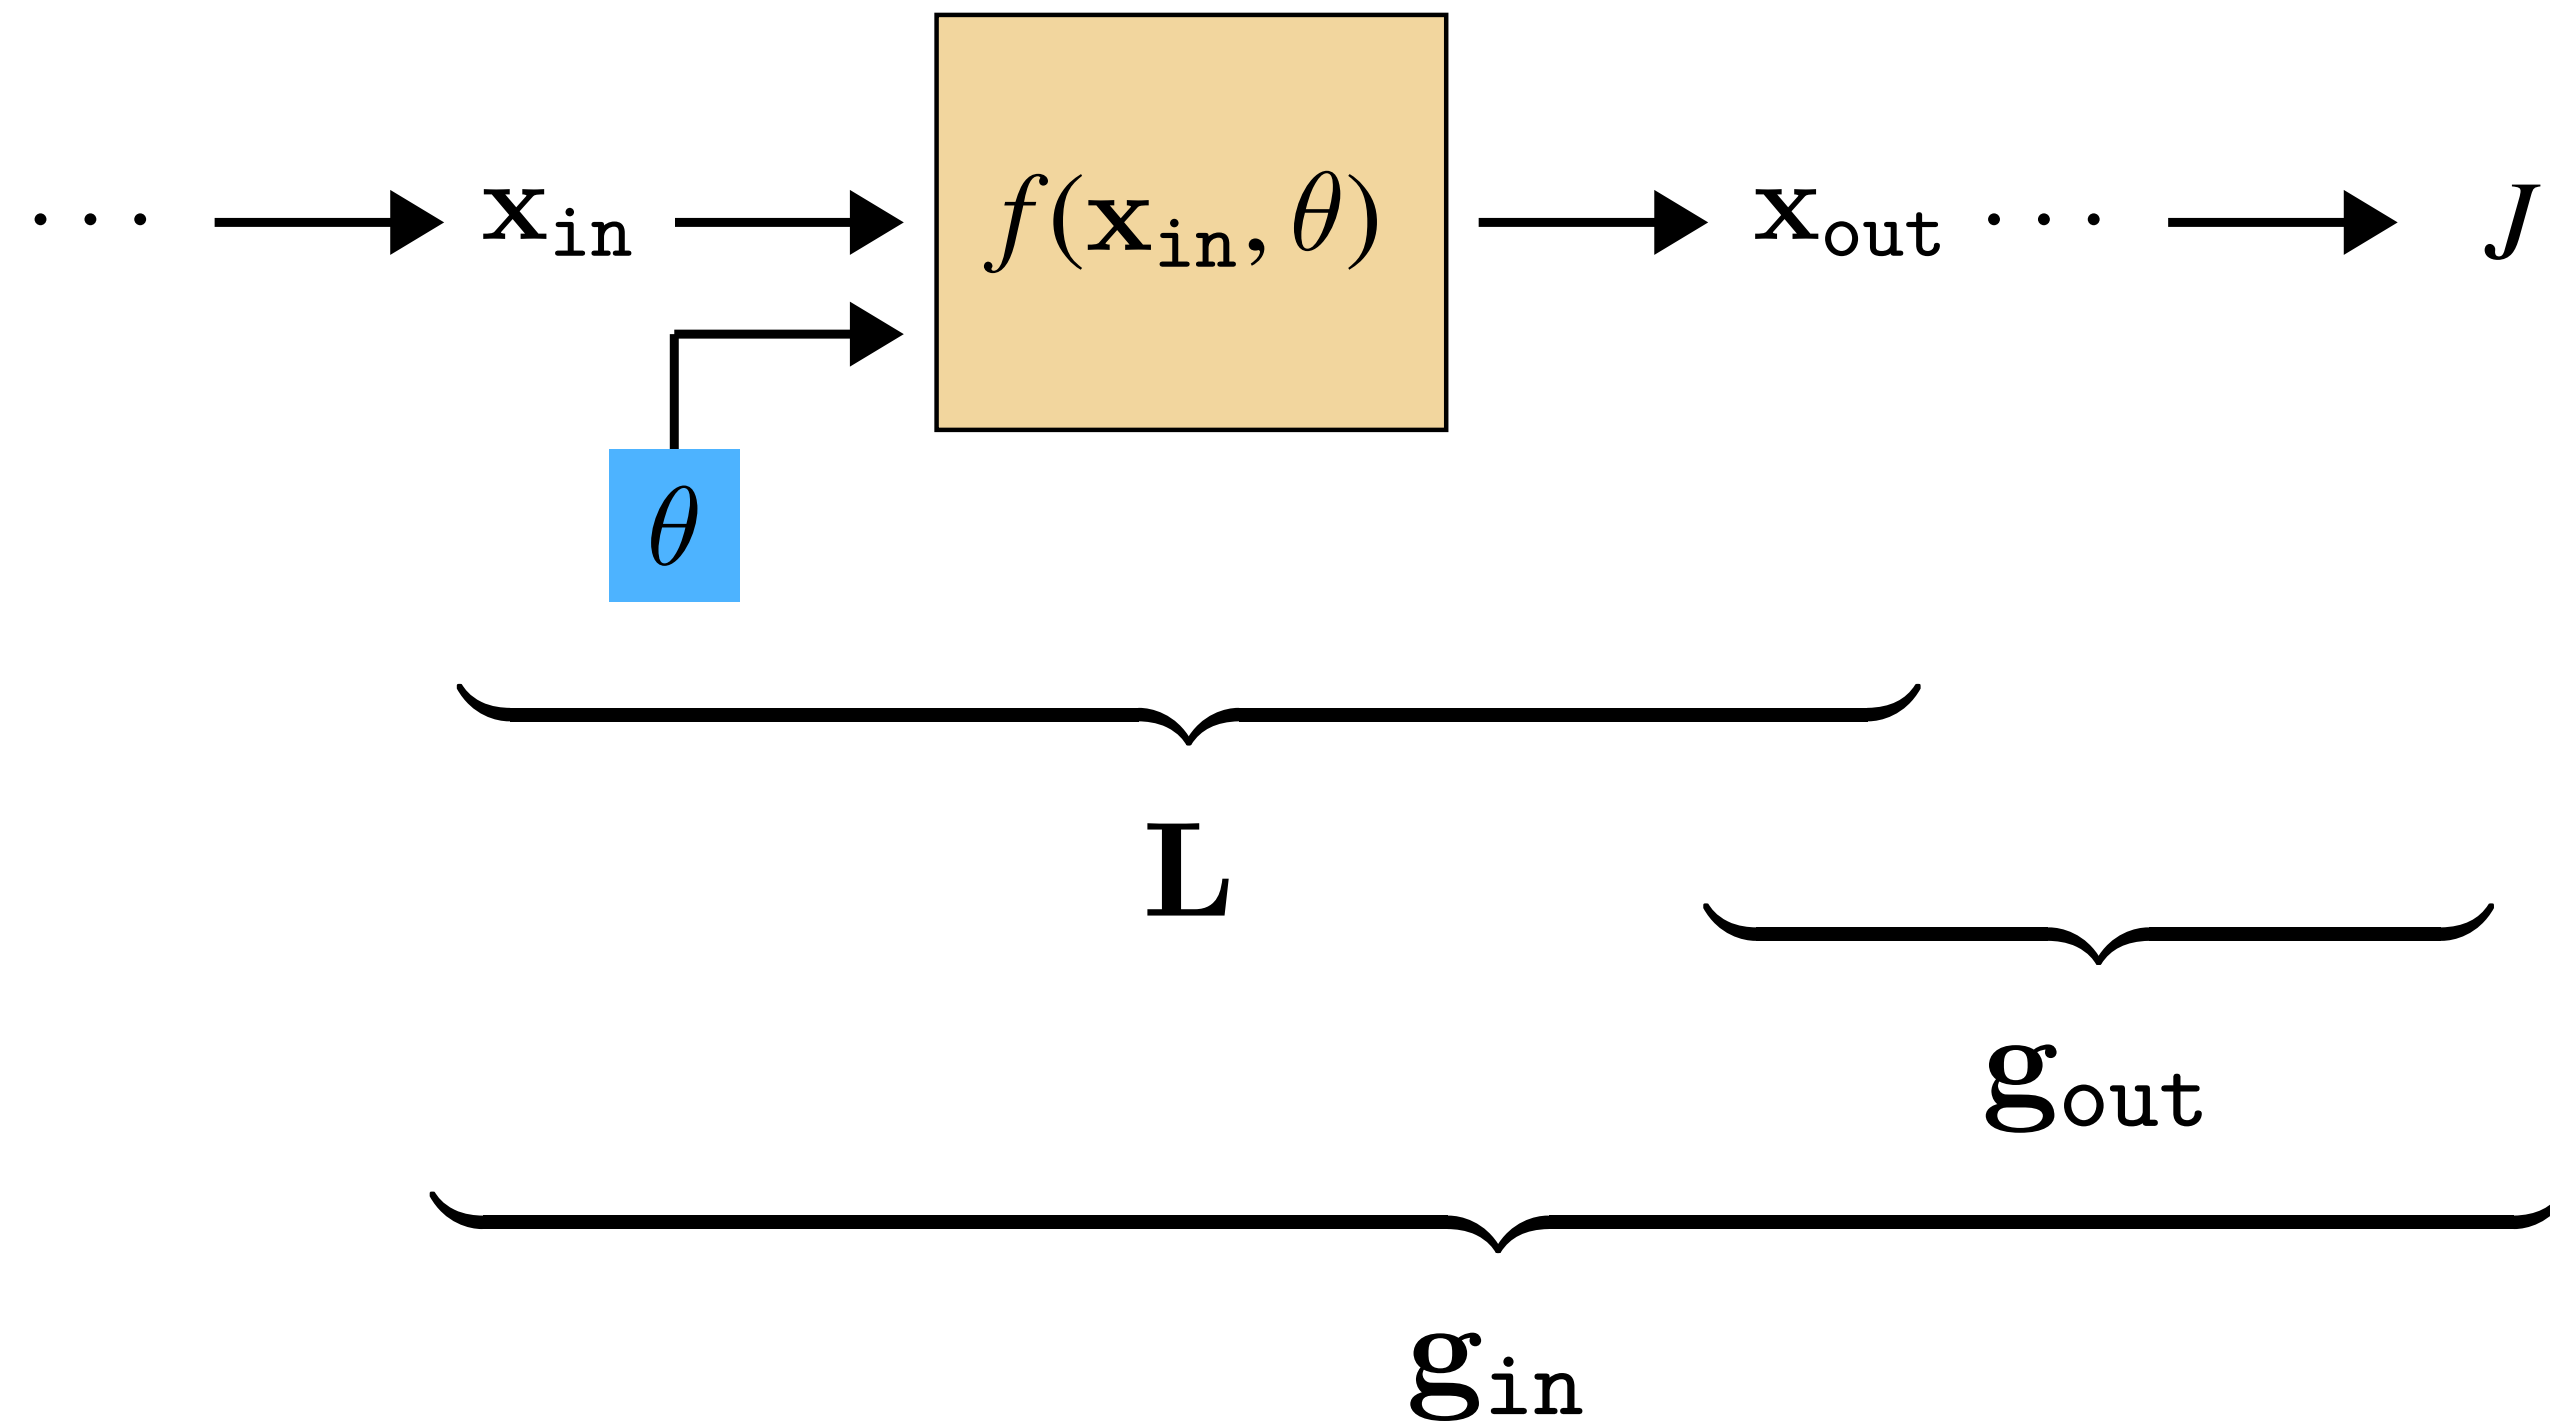 ··· x_in f(x_in, θ) x_out ··· J
θ
L
g_out
g_in